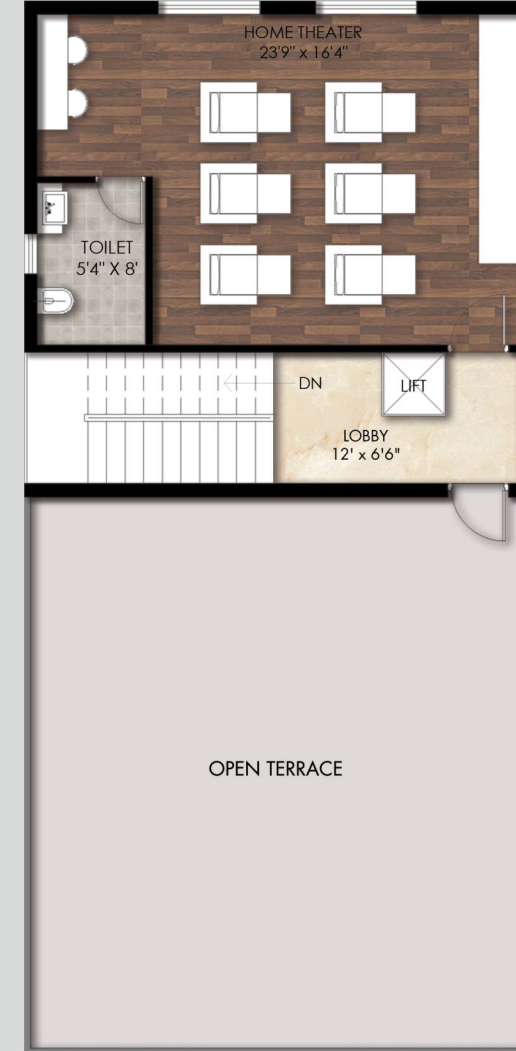 HOME THEATER
23'9" x 16'4"
TOILET
5'4" X 8'
DN
LIFT
LOBBY
12' x 6'6"
OPEN TERRACE